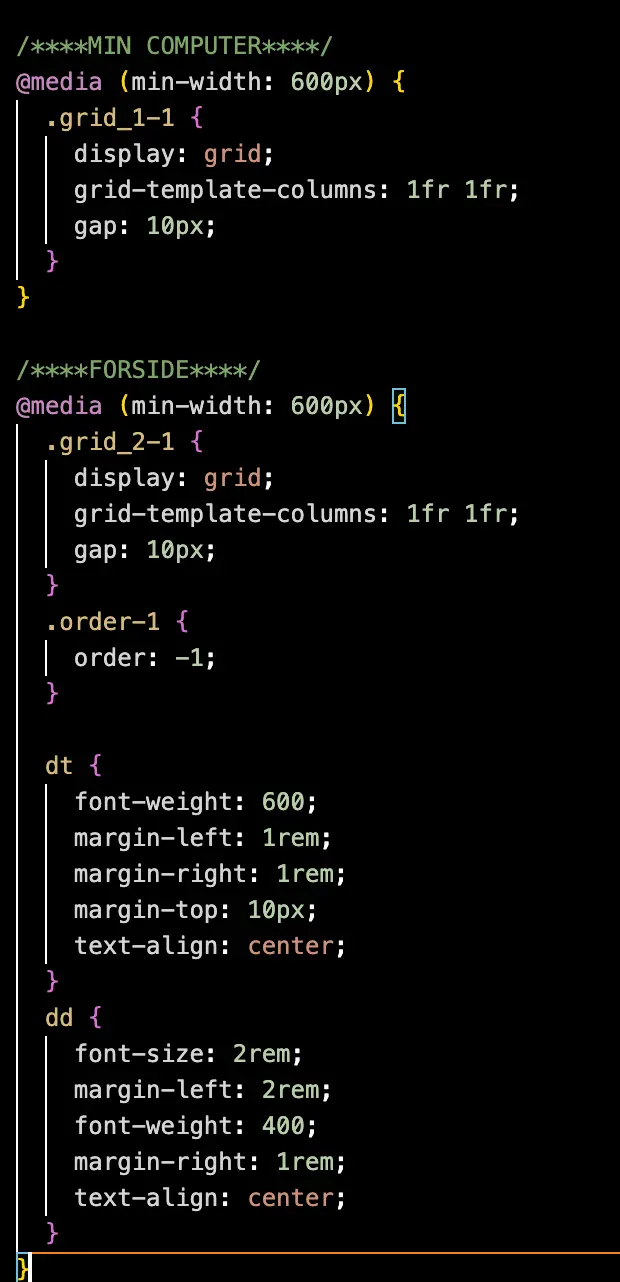 /****MIN COMPUTER****/
@media (min-width: 600px) {
  .grid_1-1 {
    display: grid;
    grid-template-columns: 1fr 1fr;
    gap: 10px;
  }
}

/****FORSIDE****/
@media (min-width: 600px) {
  .grid_2-1 {
    display: grid;
    grid-template-columns: 1fr 1fr;
    gap: 10px;
  }
  .order-1 {
    order: -1;
  }

  dt {
    font-weight: 600;
    margin-left: 1rem;
    margin-right: 1rem;
    margin-top: 10px;
    text-align: center;
  }
  dd {
    font-size: 2rem;
    margin-left: 2rem;
    font-weight: 400;
    margin-right: 1rem;
    text-align: center;
  }
}